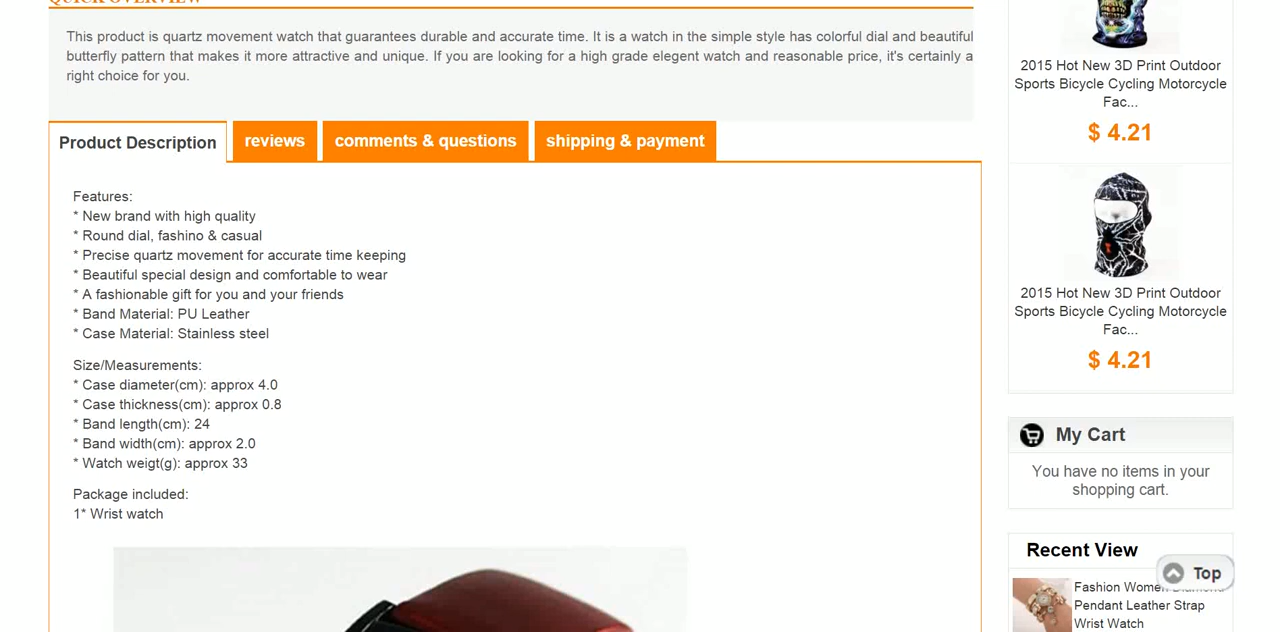 QUICK OVERVIEW
This product is quartz movement watch that guarantees durable and accurate time. It is a watch in the simple style has colorful dial and beautiful
butterfly pattern that makes it more attractive and unique. If you are looking for a high grade elegent watch and reasonable price, it's certainly a
right choice for you.
Product Description
reviews
comments & questions
shipping & payment
Features:
* New brand with high quality
* Round dial, fashino & casual
* Precise quartz movement for accurate time keeping
* Beautiful special design and comfortable to wear
* A fashionable gift for you and your friends
* Band Material: PU Leather
* Case Material: Stainless steel
Size/Measurements:
* Case diameter(cm): approx 4.0
* Case thickness(cm): approx 0.8
* Band length(cm): 24
* Band width(cm): approx 2.0
* Watch weigt(g): approx 33
Package included:
1* Wrist watch
2015 Hot New 3D Print Outdoor
Sports Bicycle Cycling Motorcycle
Fac...
$ 4.21
2015 Hot New 3D Print Outdoor
Sports Bicycle Cycling Motorcycle
Fac...
$ 4.21
My Cart
You have no items in your
shopping cart.
Recent View
Top
Fashion Women Diamond
Pendant Leather Strap
Wrist Watch